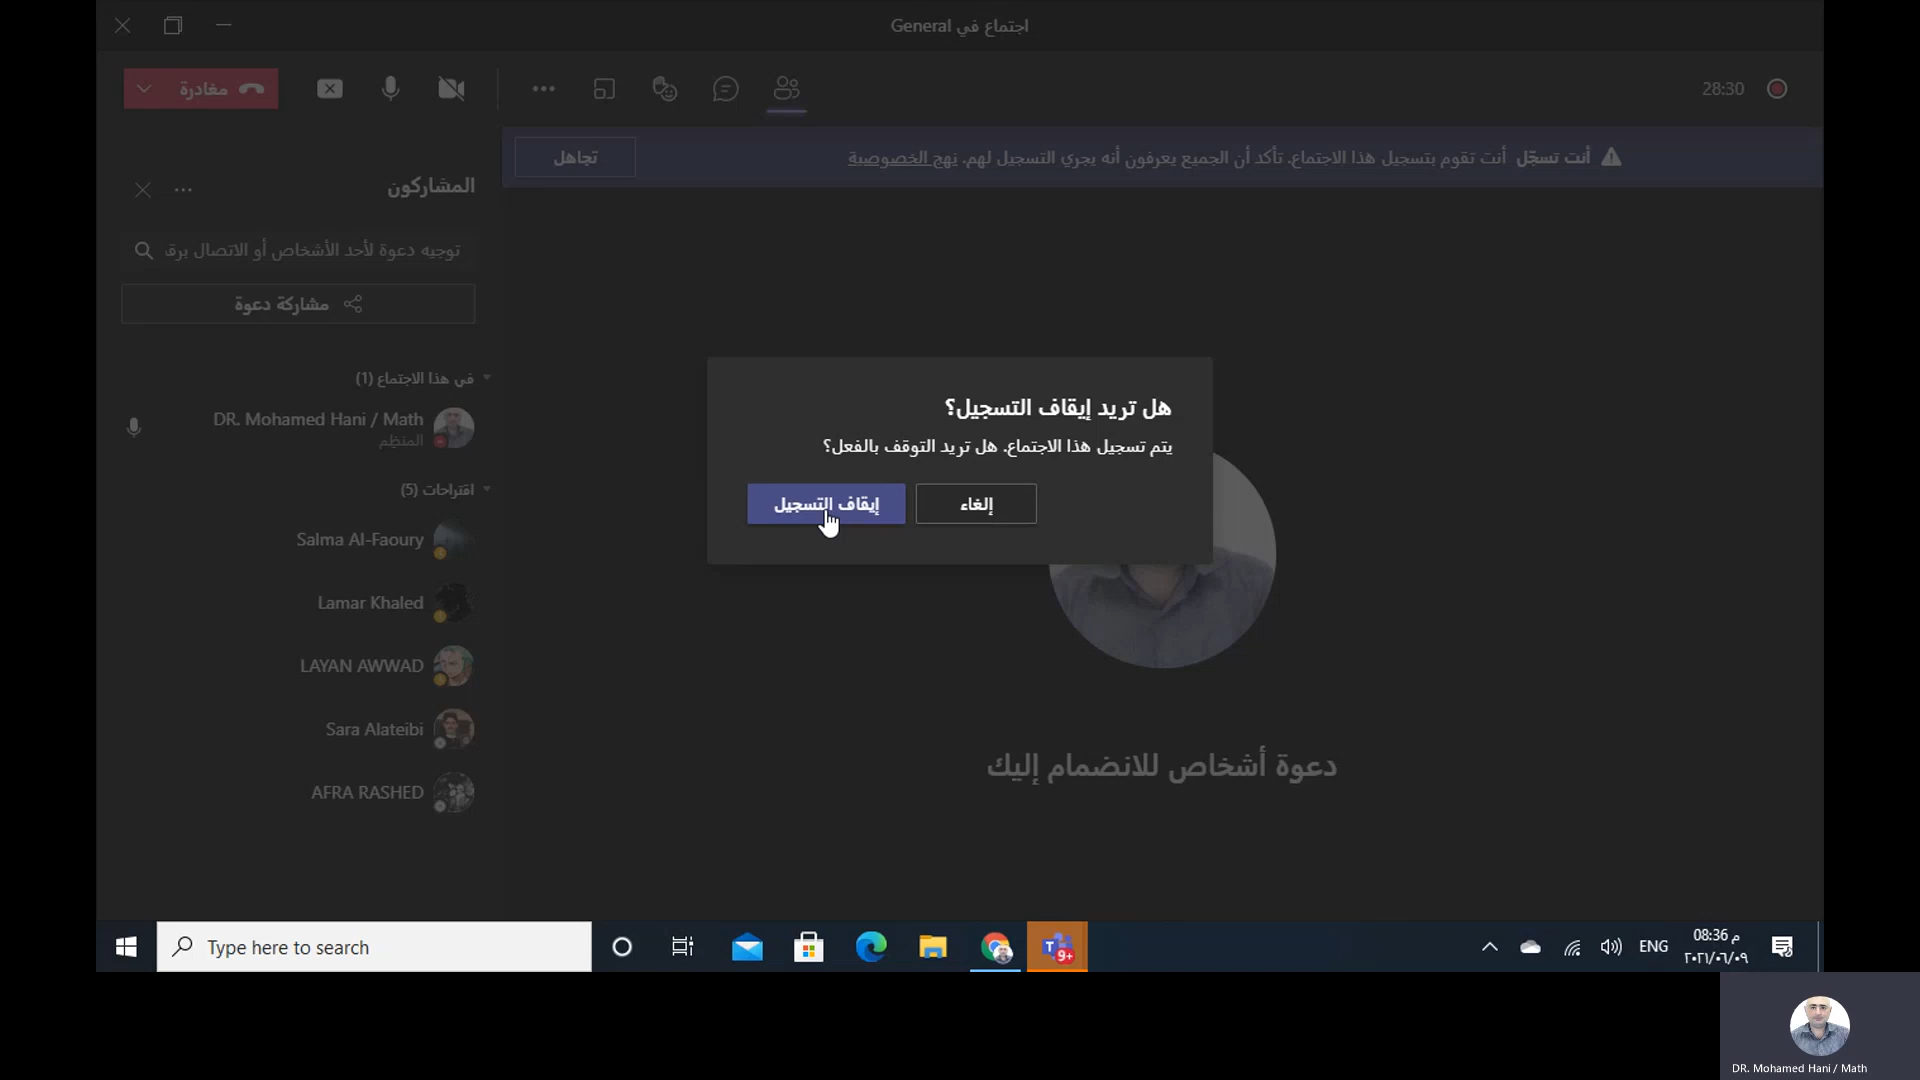 اجتماع في General
مغادرة
28:30
أنت تسجّل أنت تقوم بتسجيل هذا الاجتماع. تأكد أن الجميع يعرفون أنه يجري التسجيل لهم. نهج الخصوصية
تجاهل
المشاركون
توجيه دعوة لأحد الأشخاص أو الاتصال برق
مشاركة دعوة
في هذا الاجتماع (1)
DR. Mohamed Hani / Math
المنظِم
اقتراحات (5)
Salma Al-Faoury
Lamar Khaled
LAYAN AWWAD
Sara Alateibi
AFRA RASHED
هل تريد إيقاف التسجيل؟
يتم تسجيل هذا الاجتماع. هل تريد التوقف بالفعل؟
إلغاء
إيقاف التسجيل
دعوة أشخاص للانضمام إليك
Type here to search
9+
ENG
08:36 م
٢٠٢١/٠٦/٠٩
DR. Mohamed Hani / Math